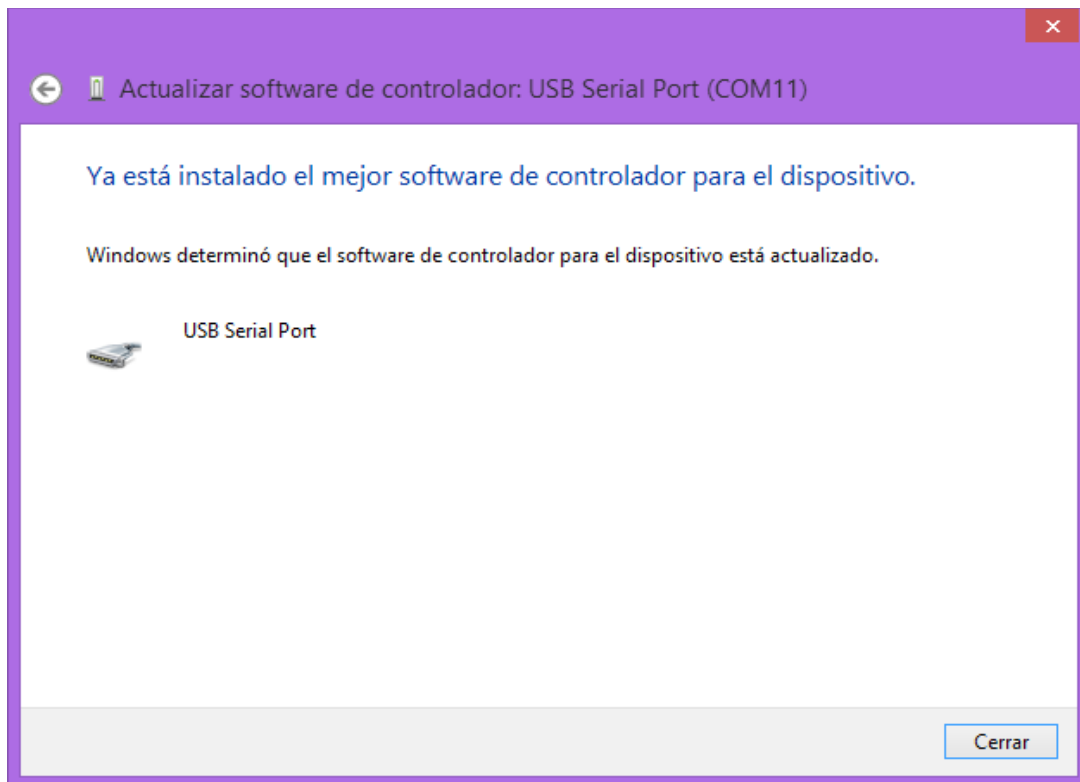 Actualizar software de controlador: USB Serial Port (COM11)
Ya está instalado el mejor software de controlador para el dispositivo.
Windows determinó que el software de controlador para el dispositivo está actualizado.
USB Serial Port
Cerrar